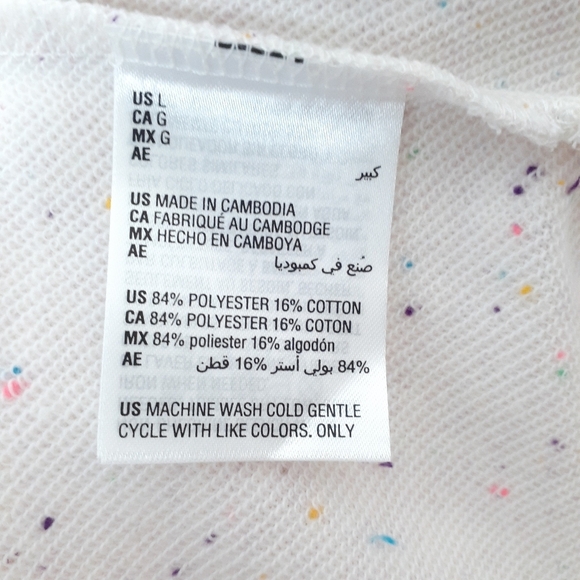 US L
CA G
MX G
AE
كبير
US MADE IN CAMBODIA
CA FABRIQUÉ AU CAMBODGE
MX HECHO EN CAMBOYA
AE صُنع في كمبوديا
US 84% POLYESTER 16% COTTON
CA 84% POLYESTER 16% COTON
MX 84% poliester 16% algodón
AE 84% بولي أستر 16% قطن
US MACHINE WASH COLD GENTLE
CYCLE WITH LIKE COLORS. ONLY